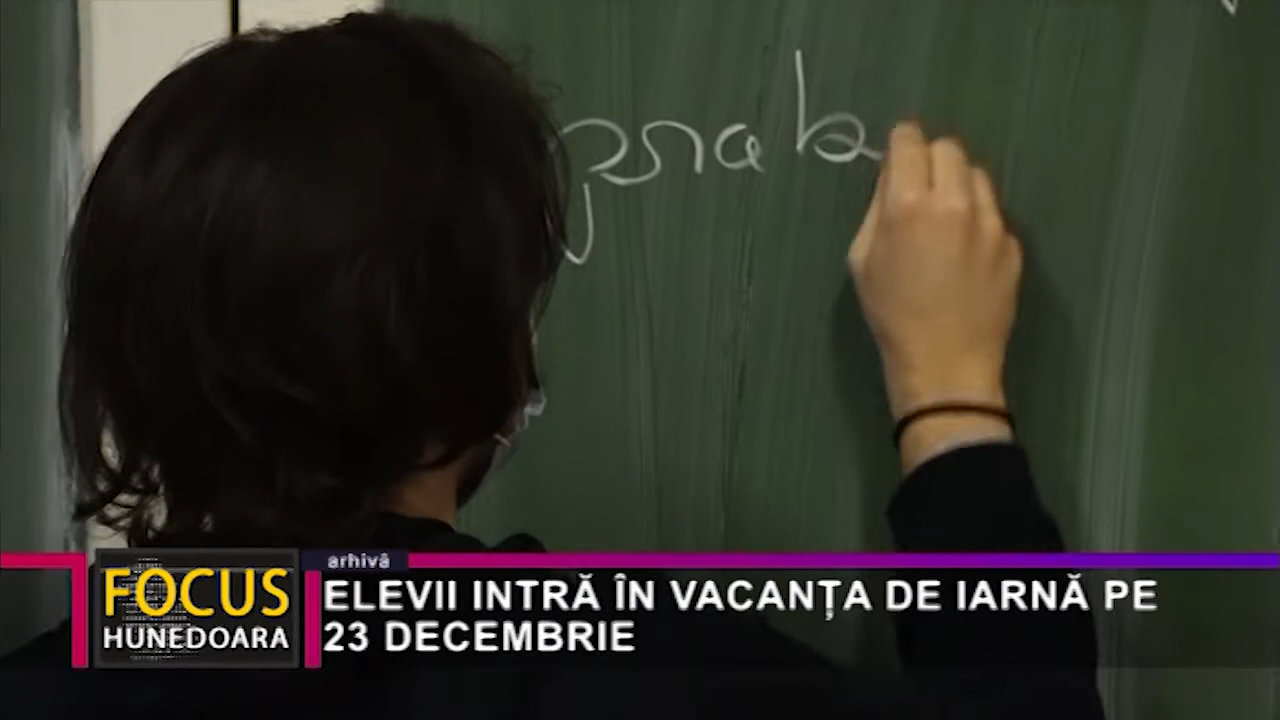 arhivă
FOCUS
HUNEDOARA
ELEVII INTRĂ ÎN VACANȚA DE IARNĂ PE
23 DECEMBRIE